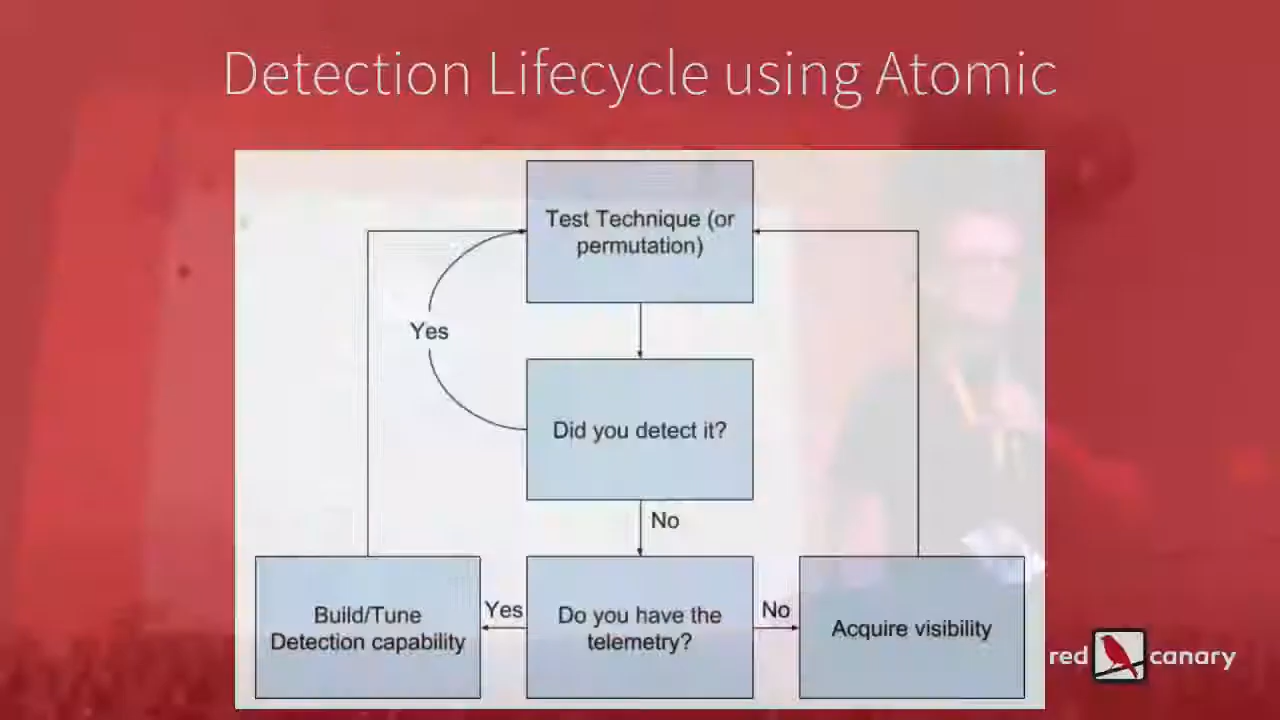 Detection Lifecycle using Atomic
Test Technique (or
permutation)
Yes
Did you detect it?
No
Build/Tune
Detection capability
Yes
Do you have the
telemetry?
No
Acquire visibility
red canary